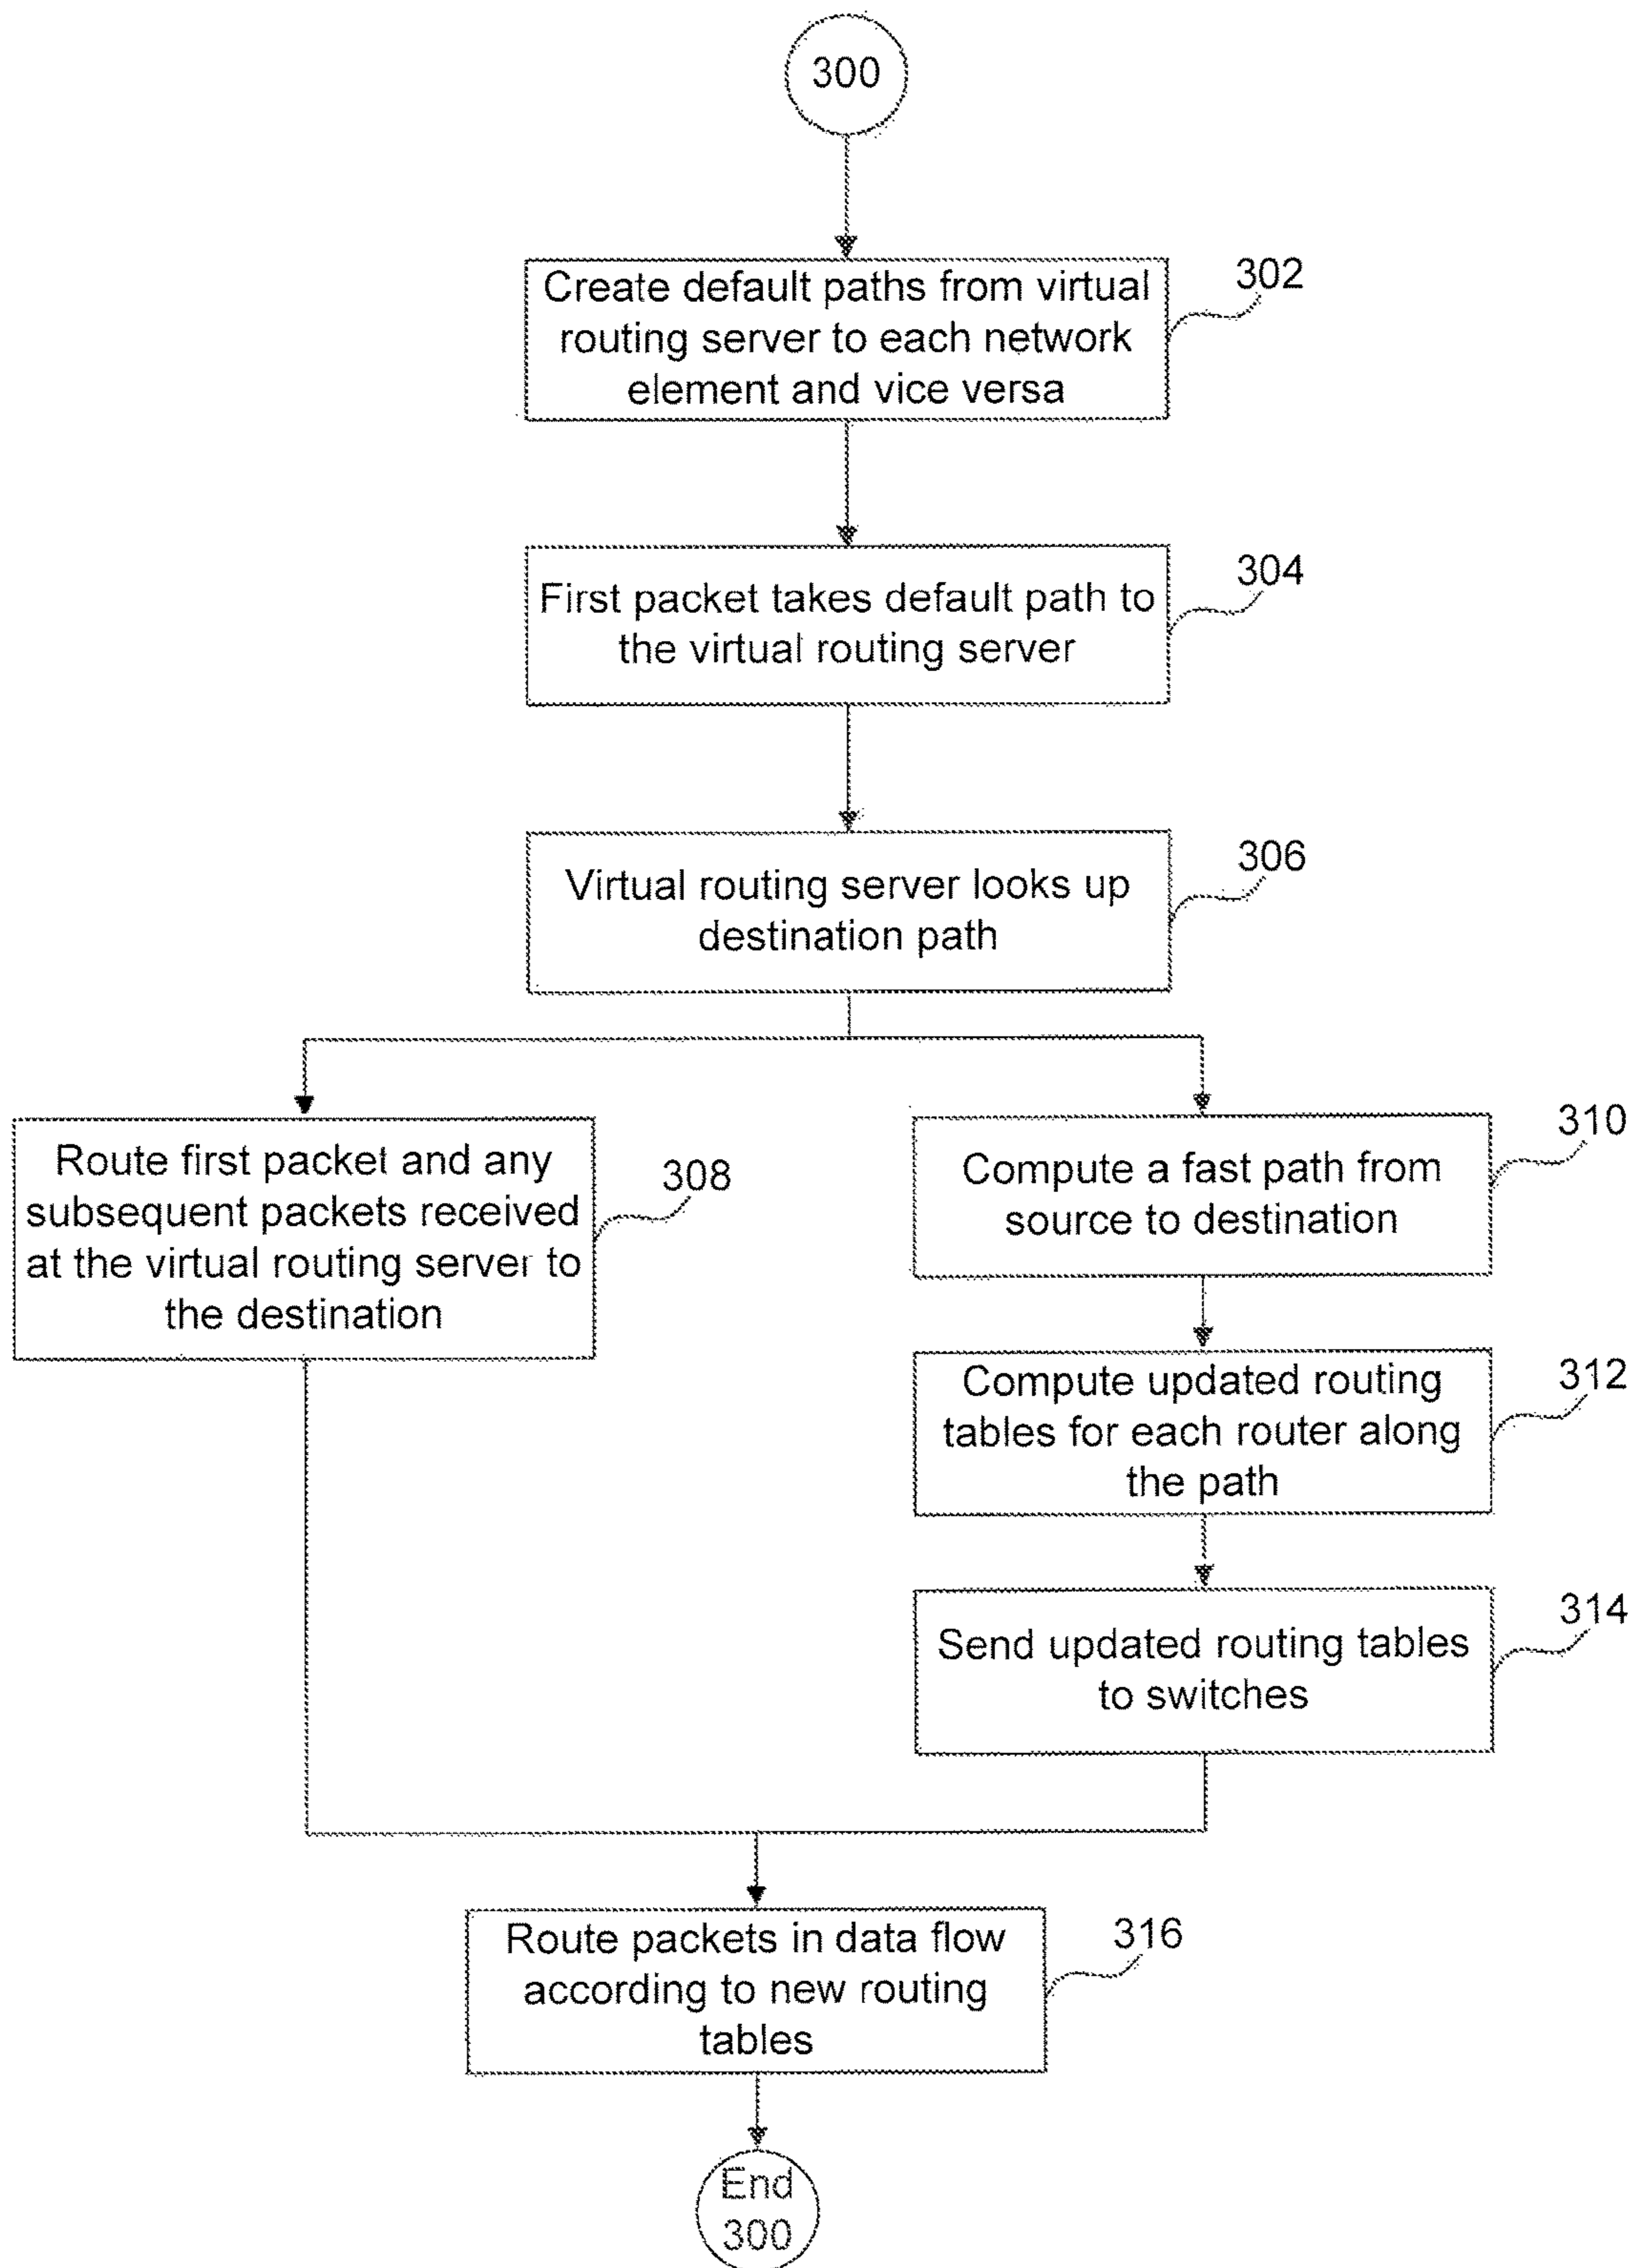 300
Create default paths from virtual
routing server to each network
element and vice versa
302
First packet takes default path to
the virtual routing server
304
Virtual routing server looks up
destination path
306
Route first packet and any
subsequent packets received
at the virtual routing server to
the destination
308
Compute a fast path from
source to destination
310
Compute updated routing
tables for each router along
the path
312
Send updated routing tables
to switches
314
Route packets in data flow
according to new routing
tables
316
End
300